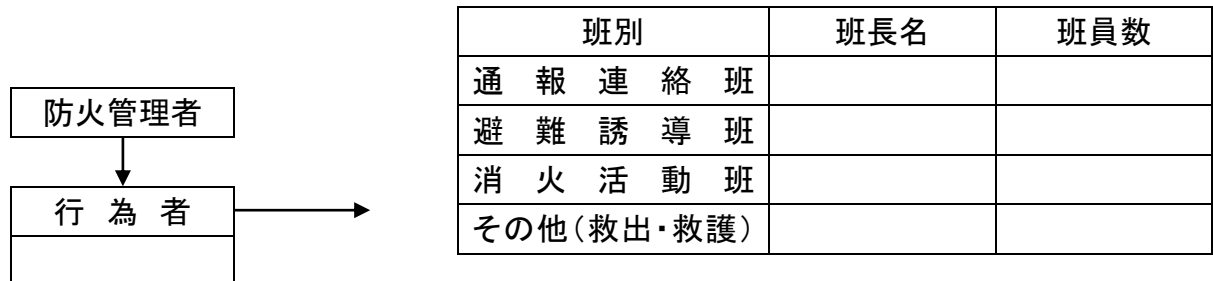 班別 班長名 班員数
通報連絡班
防火管理者
避難誘導班
消火活動班
行為者
その他(救出・救護)